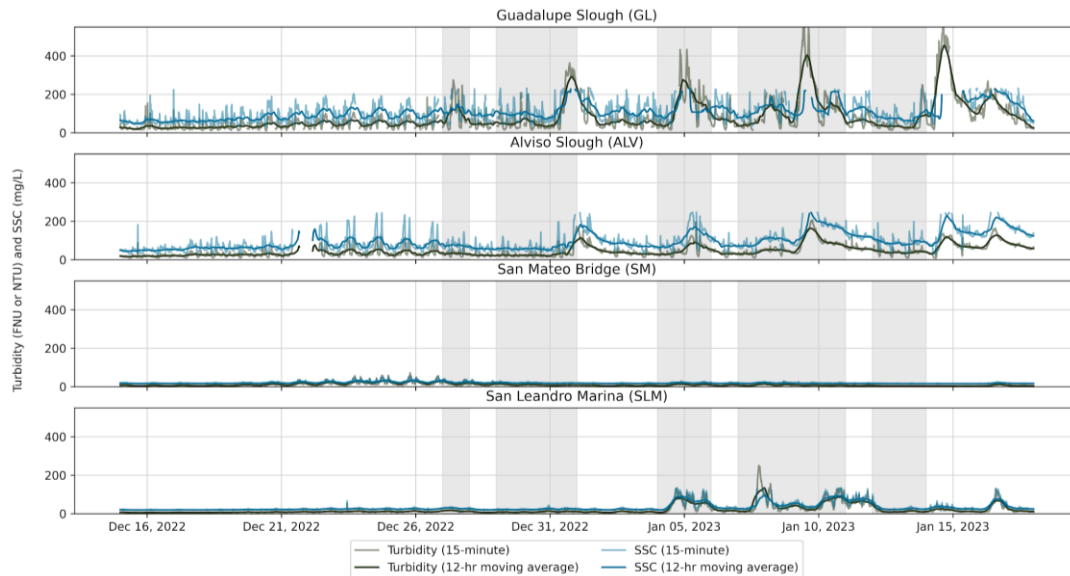 Guadalupe Slough (GL)
400
200
0
Alviso Slough (ALV)
400
200
0
San Mateo Bridge (SM)
400
200
0
San Leandro Marina (SLM)
400
200
0
Turbidity (FNU or NTU) and SSC (mg/L)
Dec 16, 2022 Dec 21, 2022 Dec 26, 2022 Dec 31, 2022 Jan 05, 2023 Jan 10, 2023 Jan 15, 2023
Turbidity (15-minute) SSC (15-minute)
Turbidity (12-hr moving average) SSC (12-hr moving average)